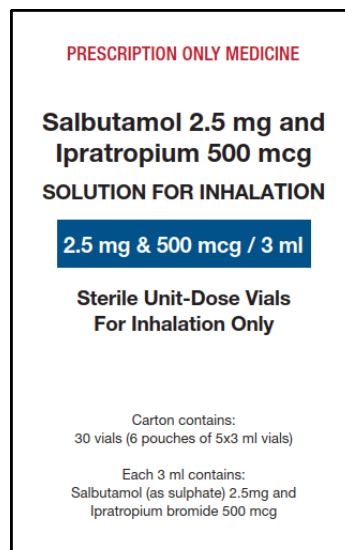 PRESCRIPTION ONLY MEDICINE
Salbutamol 2.5 mg and
Ipratropium 500 mcg
SOLUTION FOR INHALATION
2.5 mg & 500 mcg / 3 ml
Sterile Unit-Dose Vials
For Inhalation Only
Carton contains:
30 vials (6 pouches of 5x3 ml vials)
Each 3 ml contains:
Salbutamol (as sulphate) 2.5mg and
Ipratropium bromide 500 mcg